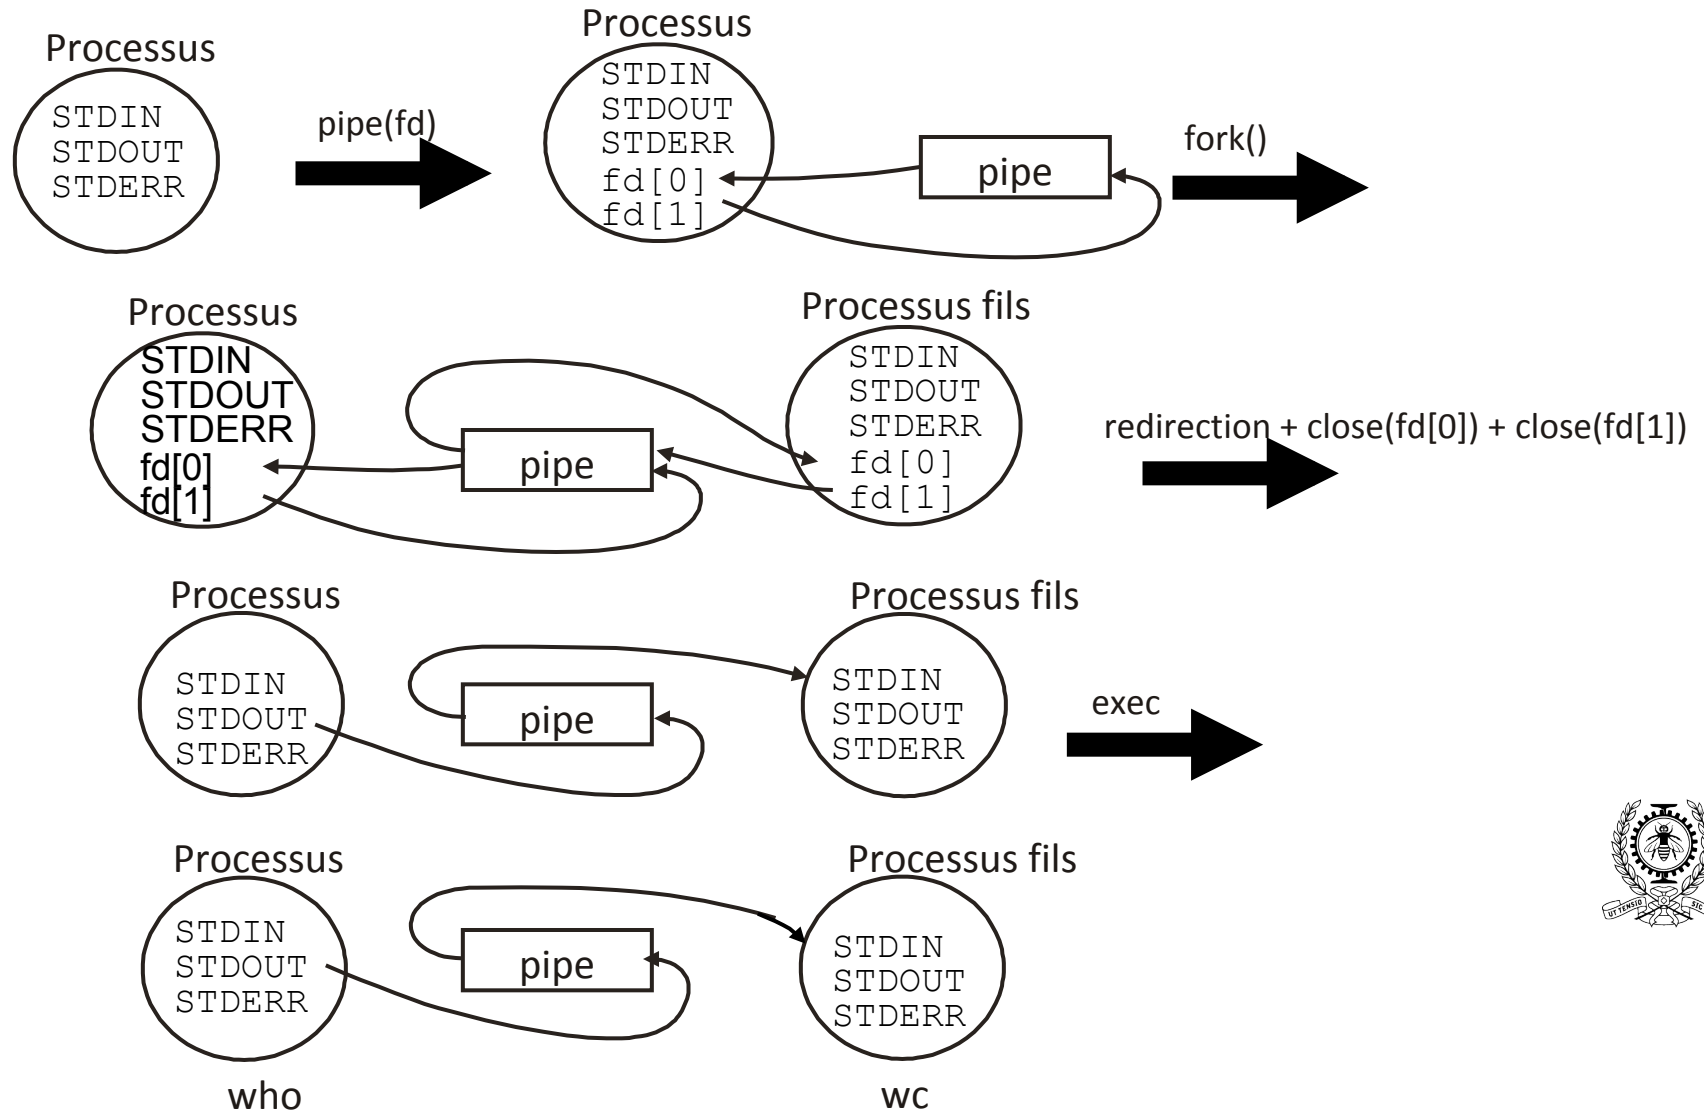 Processus
STDIN
STDOUT
STDERR
pipe(fd)
Processus
STDIN
STDOUT
STDERR
fd[0]
fd[1]
pipe
fork()
Processus
STDIN
STDOUT
STDERR
fd[0]
fd[1]
pipe
Processus fils
STDIN
STDOUT
STDERR
fd[0]
fd[1]
redirection + close(fd[0]) + close(fd[1])
Processus
STDIN
STDOUT
STDERR
pipe
Processus fils
STDIN
STDOUT
STDERR
exec
Processus
STDIN
STDOUT
STDERR
who
pipe
Processus fils
STDIN
STDOUT
STDERR
wc
UT TENSIO
SIC